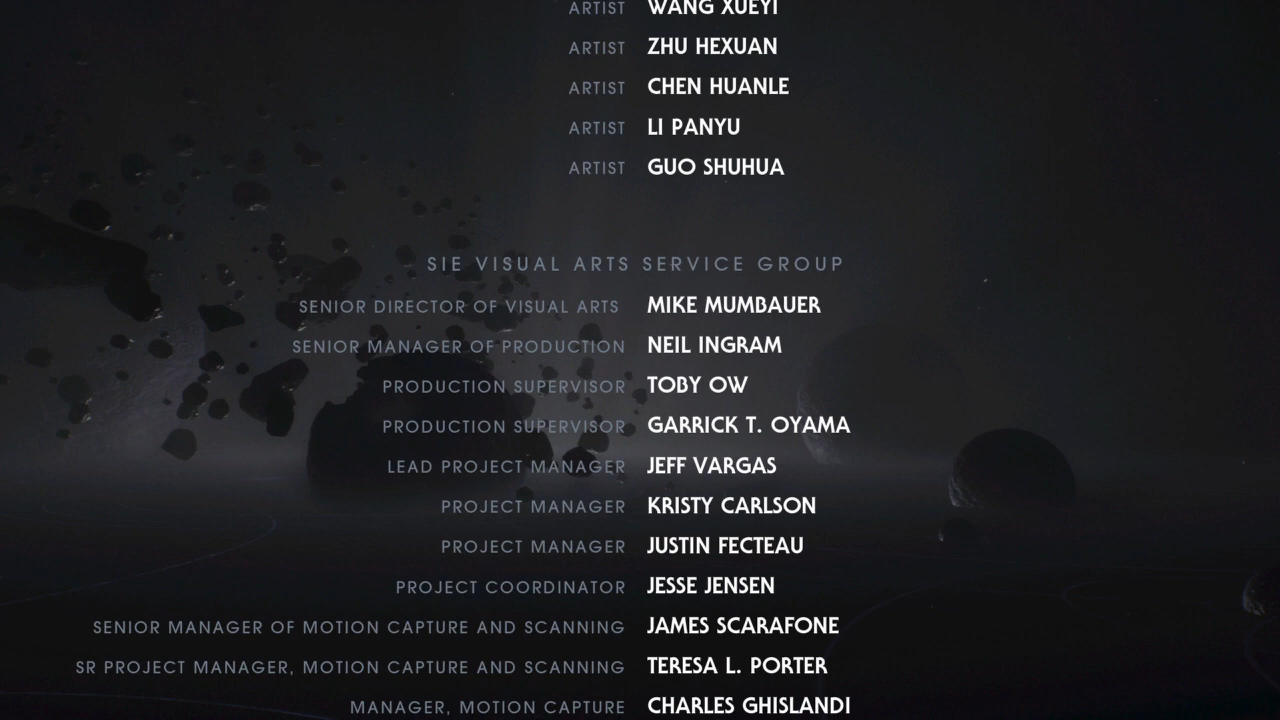 ARTIST WANG XUEYI
ARTIST ZHU HEXUAN
ARTIST CHEN HUANLE
ARTIST LI PANYU
ARTIST GUO SHUHUA
SIE VISUAL ARTS SERVICE GROUP
SENIOR DIRECTOR OF VISUAL ARTS MIKE MUMBAUER
SENIOR MANAGER OF PRODUCTION NEIL INGRAM
PRODUCTION SUPERVISOR TOBY OW
PRODUCTION SUPERVISOR GARRICK T. OYAMA
LEAD PROJECT MANAGER JEFF VARGAS
PROJECT MANAGER KRISTY CARLSON
PROJECT MANAGER JUSTIN FECTEAU
PROJECT COORDINATOR JESSE JENSEN
SENIOR MANAGER OF MOTION CAPTURE AND SCANNING JAMES SCARAFONE
SR PROJECT MANAGER, MOTION CAPTURE AND SCANNING TERESA L. PORTER
MANAGER, MOTION CAPTURE CHARLES GHISLANDI